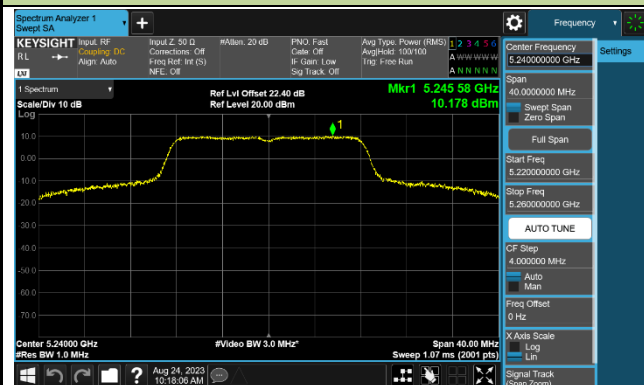 Spectrum Analyzer 1
Swept SA
Frequency
KEYSIGHT
RL
LXI
Input: RF
Coupling: DC
Align: Auto
Input Z: 50 Ω
Corrections: Off
Freq Ref: Int (S)
NFE: Off
#Atten: 20 dB
PNO: Fast
Gate: Off
IF Gain: Low
Sig Track: Off
Avg Type: Power (RMS)
Avg|Hold: 100/100
Trig: Free Run
1 2 3 4 5 6
A W W W W W
A N N N N N
1 Spectrum
Scale/Div 10 dB
Log
Ref Lvl Offset 22.40 dB
Ref Level 20.00 dBm
Mkr1 5.245 58 GHz
10.178 dBm
1
10.0
0.00
-10.0
-20.0
-30.0
-40.0
-50.0
-60.0
-70.0
Center 5.24000 GHz
#Res BW 1.0 MHz
#Video BW 3.0 MHz*
Span 40.00 MHz
Sweep 1.07 ms (2001 pts)
Center Frequency
5.240000000 GHz
Settings
Span
40.0000000 MHz
Swept Span
Zero Span
Full Span
Start Freq
5.220000000 GHz
Stop Freq
5.260000000 GHz
AUTO TUNE
CF Step
4.000000 MHz
Auto
Man
Freq Offset
0 Hz
X Axis Scale
Log
Lin
Signal Track
(Span Zoom)
?
Aug 24, 2023
10:18:06 AM